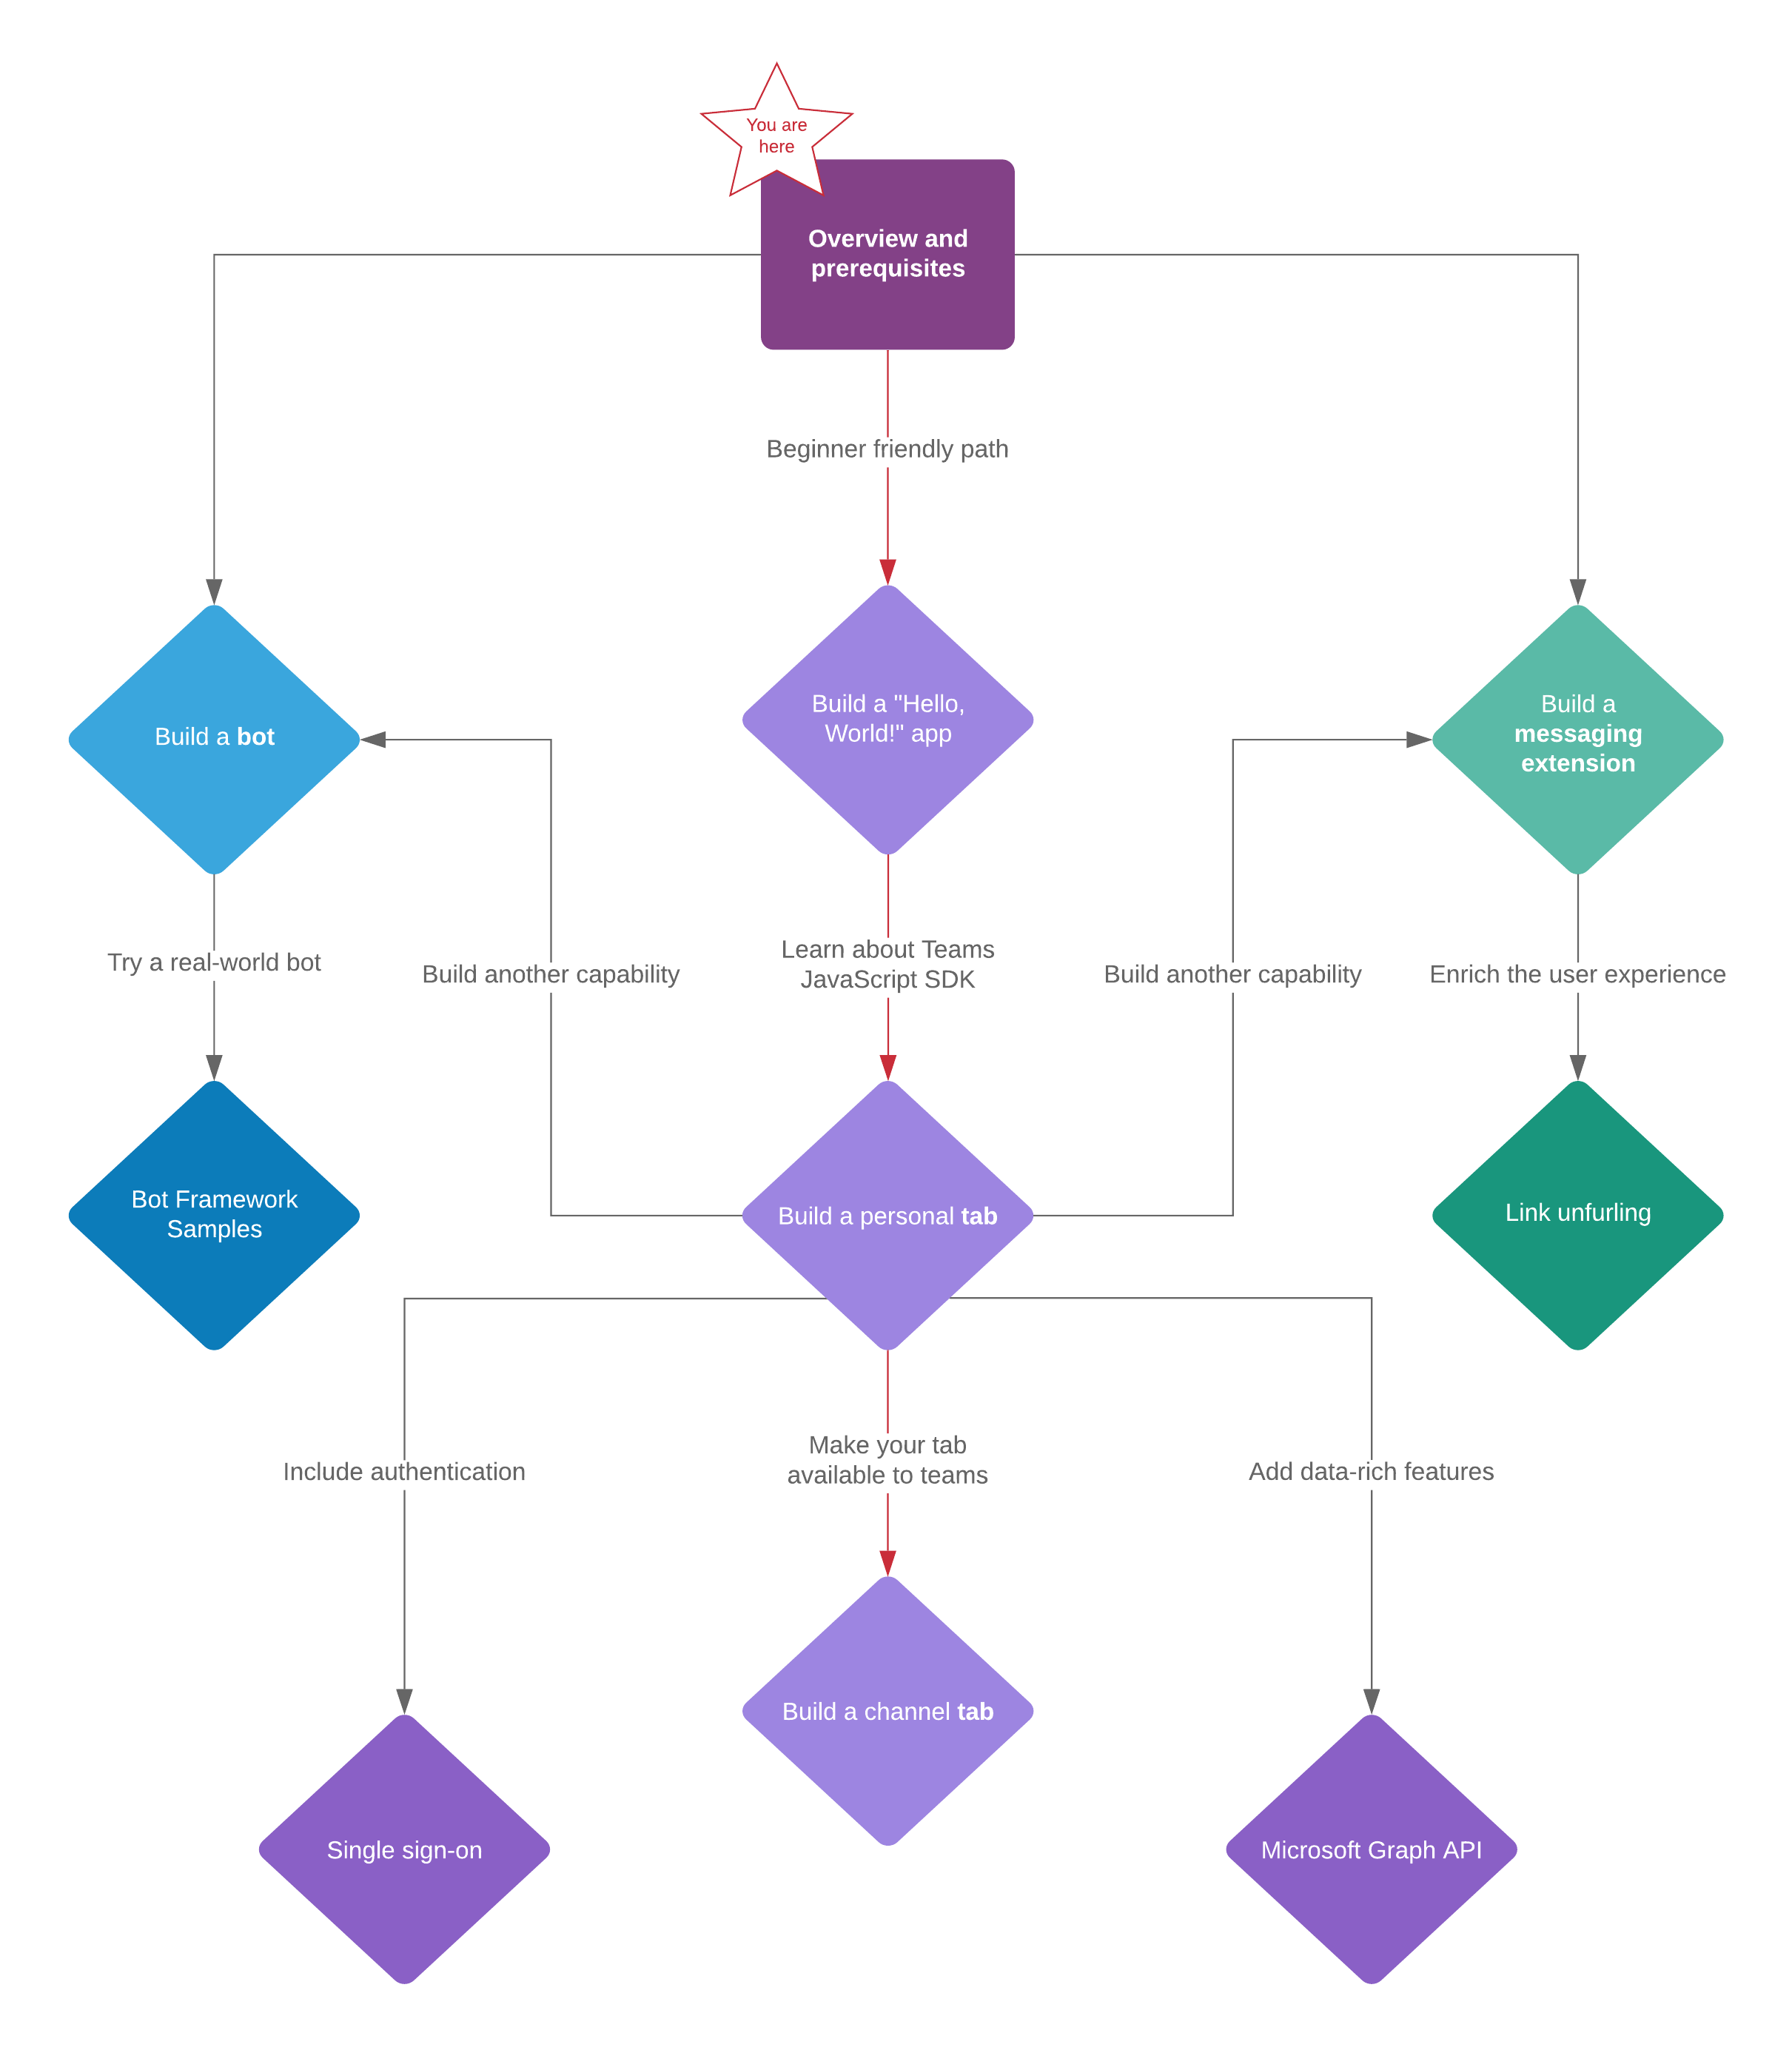 You are
here
Overview and
prerequisites
Beginner friendly path
Build a bot
Build a "Hello,
World!" app
Build a
messaging
extension
Try a real-world bot
Build another capability
Learn about Teams
JavaScript SDK
Build another capability
Enrich the user experience
Bot Framework
Samples
Build a personal tab
Link unfurling
Include authentication
Make your tab
available to teams
Add data-rich features
Build a channel tab
Single sign-on
Microsoft Graph API